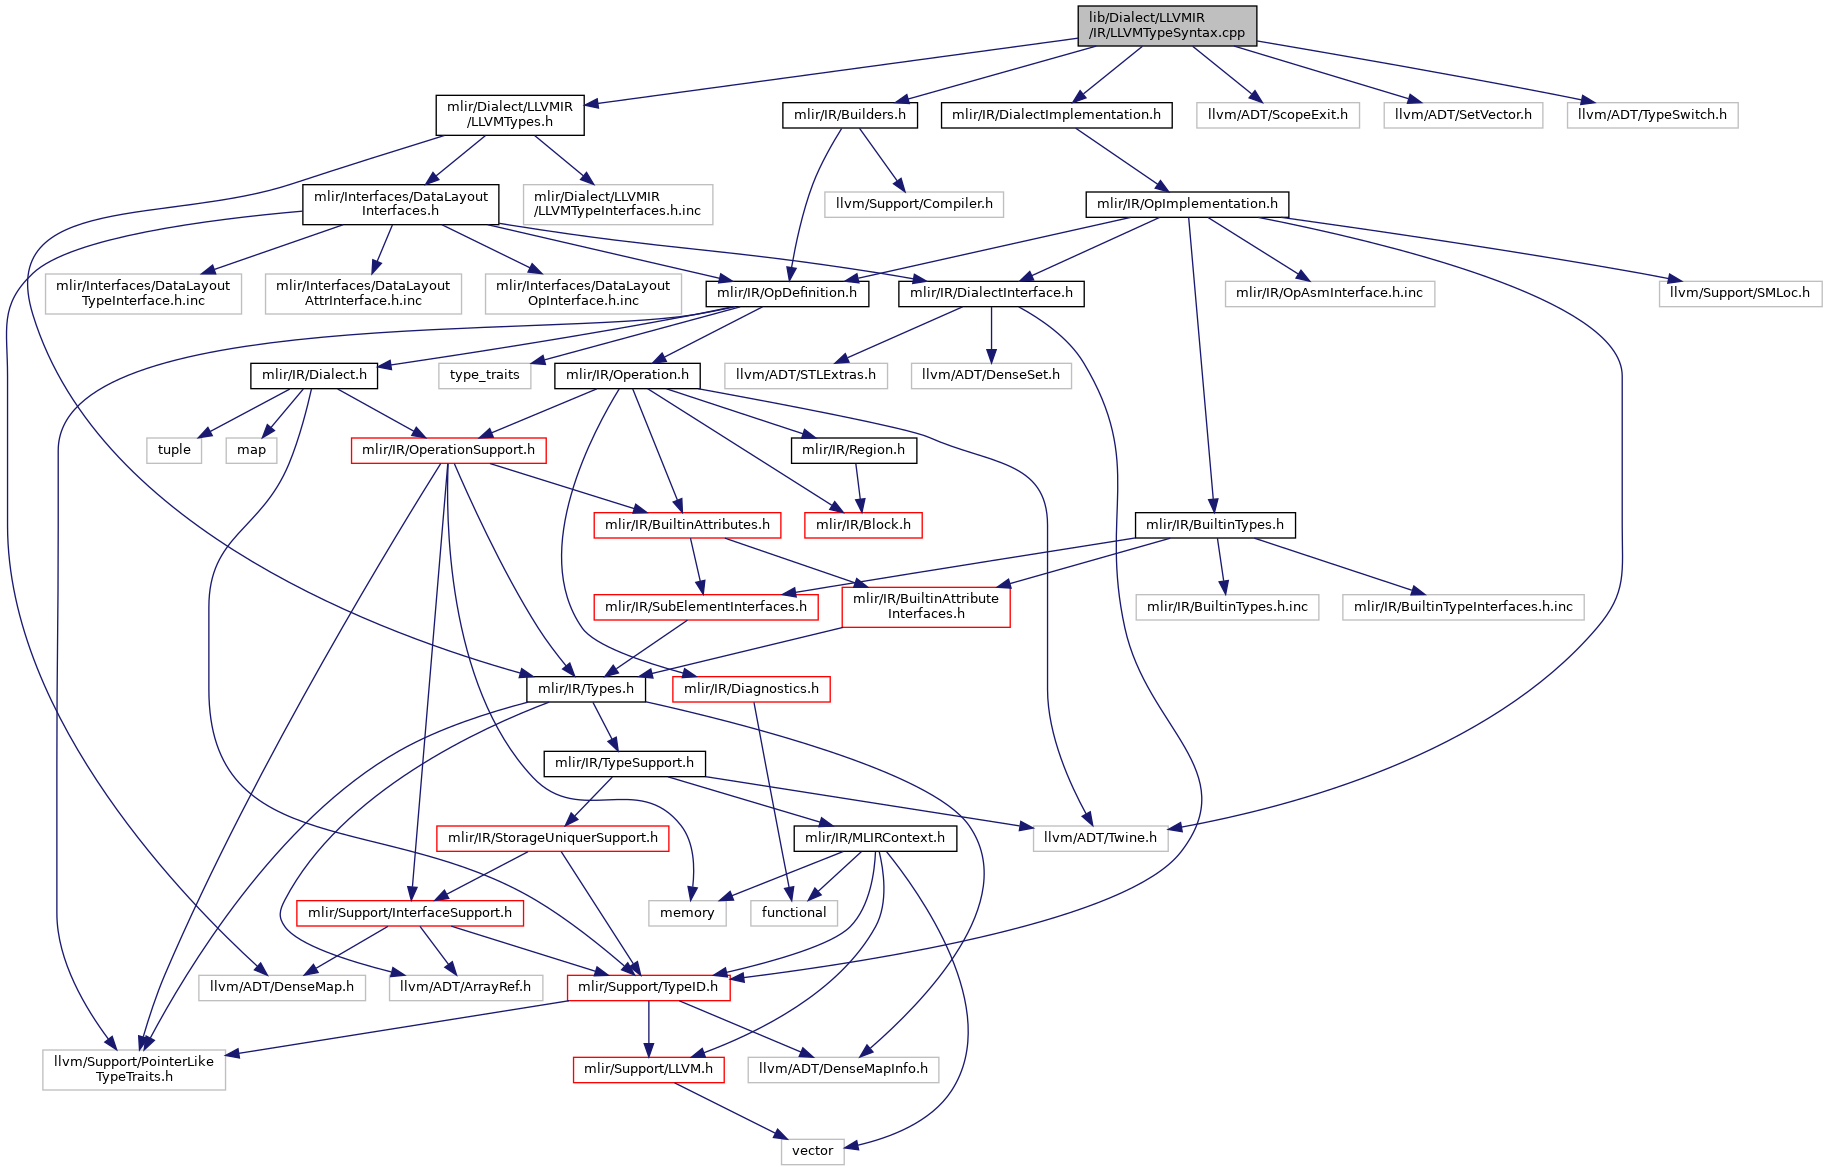 lib/Dialect/LLVMIR
/IR/LLVMTypeSyntax.cpp
mlir/Dialect/LLVMIR
/LLVMTypes.h
mlir/IR/Builders.h
mlir/IR/DialectImplementation.h
llvm/ADT/ScopeExit.h
llvm/ADT/SetVector.h
llvm/ADT/TypeSwitch.h
mlir/Interfaces/DataLayout
Interfaces.h
mlir/Dialect/LLVMIR
/LLVMTypeInterfaces.h.inc
llvm/Support/Compiler.h
mlir/IR/OpImplementation.h
mlir/Interfaces/DataLayout
TypeInterface.h.inc
mlir/Interfaces/DataLayout
AttrInterface.h.inc
mlir/Interfaces/DataLayout
OpInterface.h.inc
mlir/IR/OpDefinition.h
mlir/IR/DialectInterface.h
mlir/IR/OpAsmInterface.h.inc
llvm/Support/SMLoc.h
mlir/IR/Dialect.h
type_traits
mlir/IR/Operation.h
llvm/ADT/STLExtras.h
llvm/ADT/DenseSet.h
tuple
map
mlir/IR/OperationSupport.h
mlir/IR/Region.h
mlir/IR/BuiltinAttributes.h
mlir/IR/Block.h
mlir/IR/BuiltinTypes.h
mlir/IR/SubElementInterfaces.h
mlir/IR/BuiltinAttribute
Interfaces.h
mlir/IR/BuiltinTypes.h.inc
mlir/IR/BuiltinTypeInterfaces.h.inc
mlir/IR/Types.h
mlir/IR/Diagnostics.h
mlir/IR/TypeSupport.h
mlir/IR/StorageUniquerSupport.h
mlir/IR/MLIRContext.h
llvm/ADT/Twine.h
mlir/Support/InterfaceSupport.h
memory
functional
llvm/ADT/DenseMap.h
llvm/ADT/ArrayRef.h
mlir/Support/TypeID.h
llvm/Support/PointerLike
TypeTraits.h
mlir/Support/LLVM.h
llvm/ADT/DenseMapInfo.h
vector